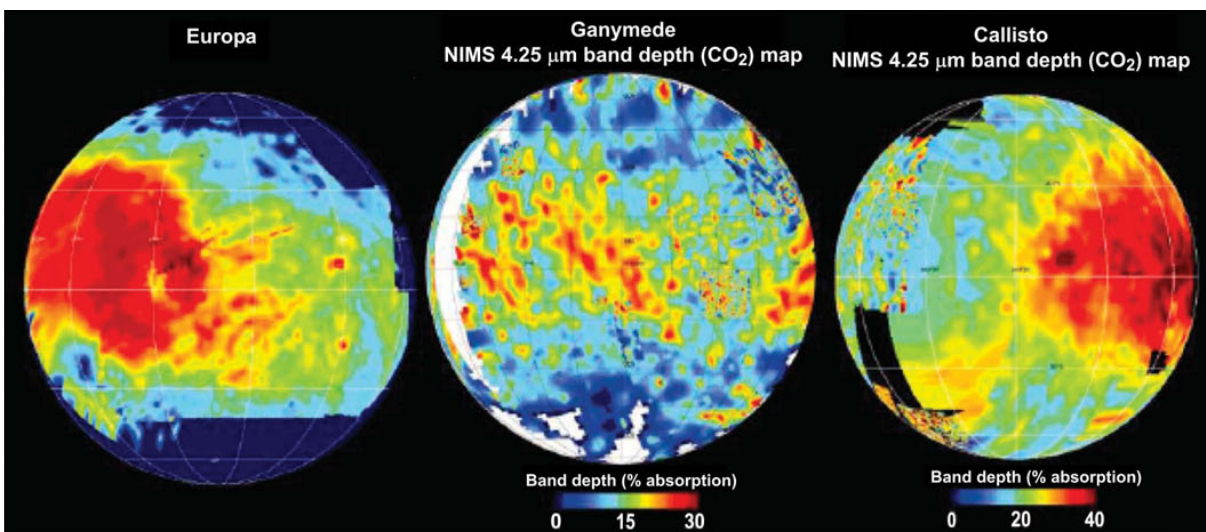 Europa
Ganymede
NIMS 4.25 μm band depth (CO₂) map
Callisto
NIMS 4.25 μm band depth (CO₂) map
Band depth (% absorption)
0 15 30
Band depth (% absorption)
0 20 40